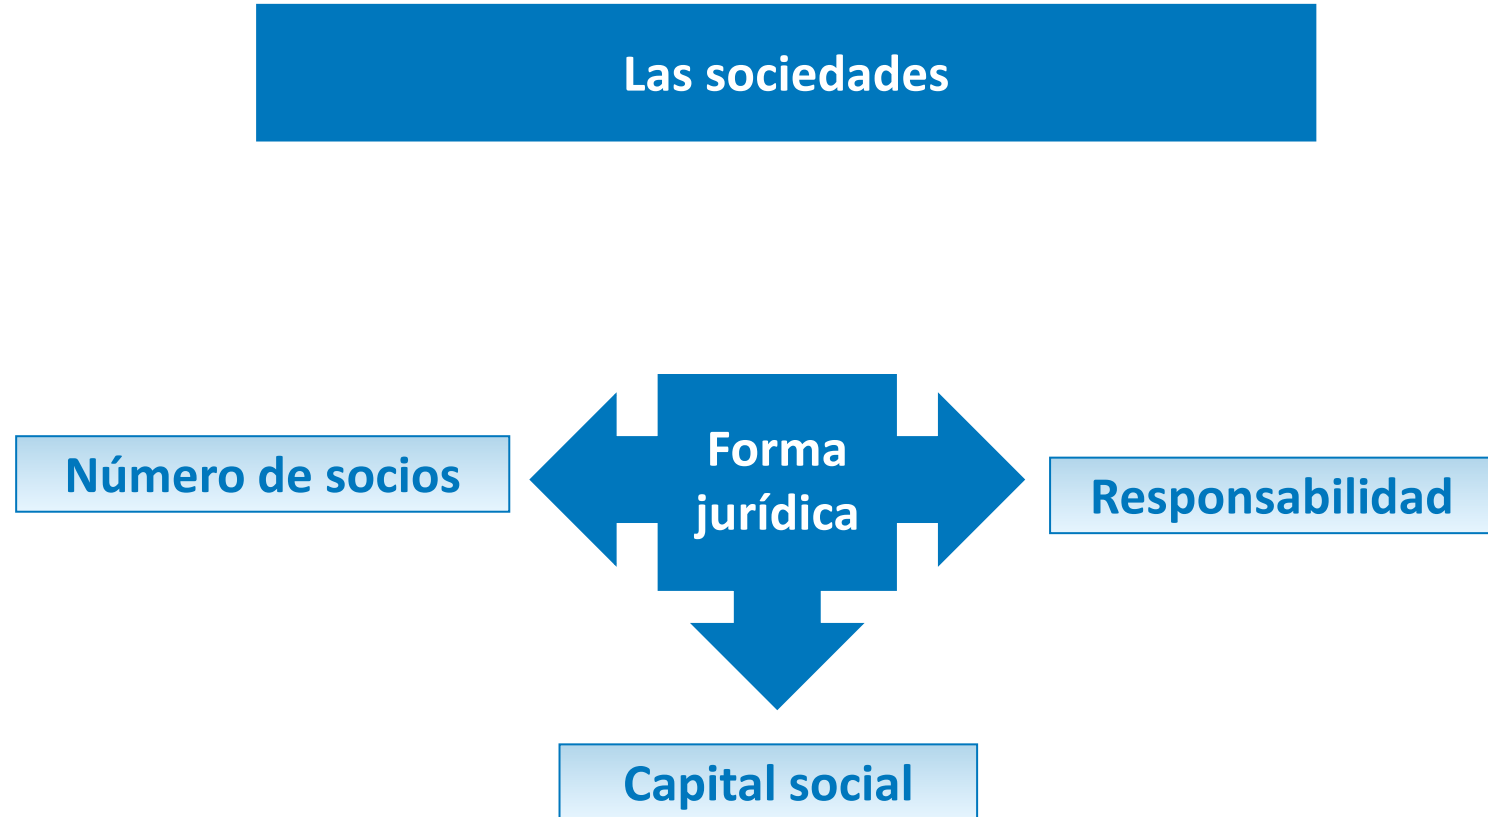 Las sociedades
Forma
jurídica
Número de socios
Responsabilidad
Capital social